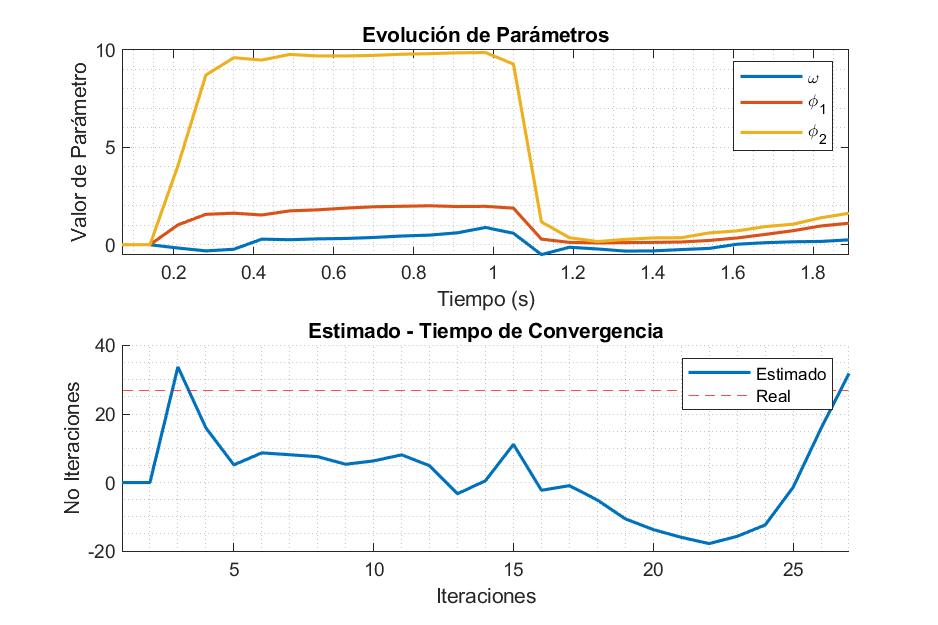 Evolución de Parámetros
Valor de Parámetro
10
5
0
ω
ϕ1
ϕ2
0.2 0.4 0.6 0.8 1 1.2 1.4 1.6 1.8
Tiempo (s)
Estimado - Tiempo de Convergencia
No Iteraciones
40
20
0
-20
Estimado
Real
5 10 15 20 25
Iteraciones